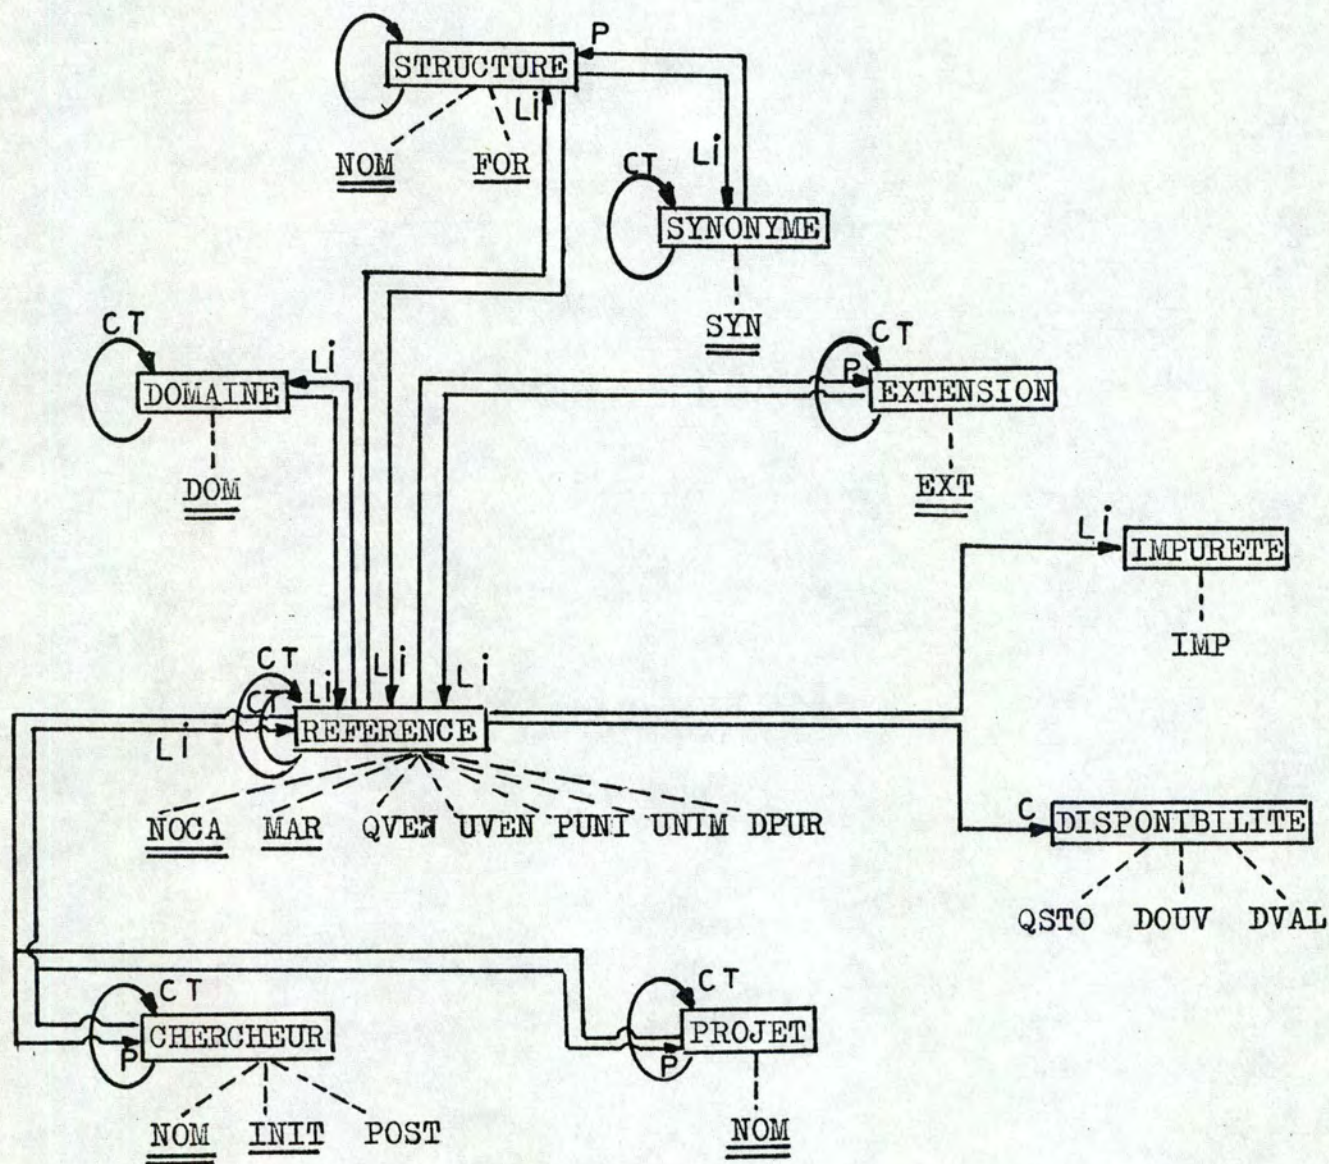 P
STRUCTURE
Li
NOM FOR
Li
CT
SYNONYME
SYN
CT
Li
DOMAINE
DOM
CT
P
EXTENSION
EXT
Li
IMPURETE
IMP
CT
CT Li Li Li
REFERENCE
Li
NOCA MAR QVEN UVEN PUNI UNIM DPUR
C
DISPONIBILITE
QSTO DOUV DVAL
CT
CHERCHEUR
P
NOM INIT POST
CT
PROJET
P
NOM